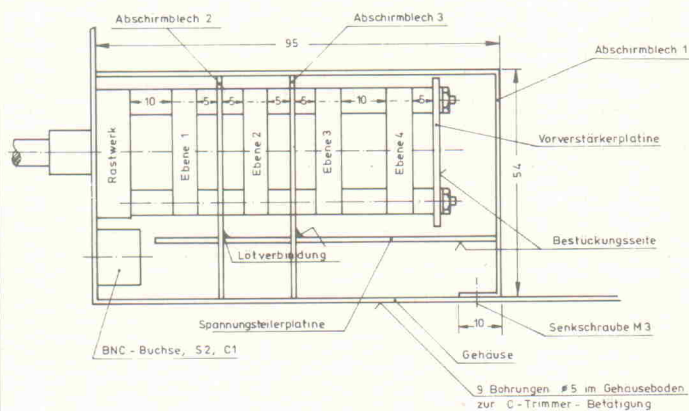 Abschirmblech 2
Abschirmblech 3
95
Abschirmblech 1
10
5
5
5
5
10
5
Rastwerk
Ebene 1
Ebene 2
Ebene 3
Ebene 4
Vorverstärkerplatine
54
Lötverbindung
Bestückungsseite
Spannungsteilerplatine
10
Senkschraube M3
BNC - Buchse, S2, C1
Gehäuse
9 Bohrungen ø5 im Gehäuseboden
zur C-Trimmer - Betätigung